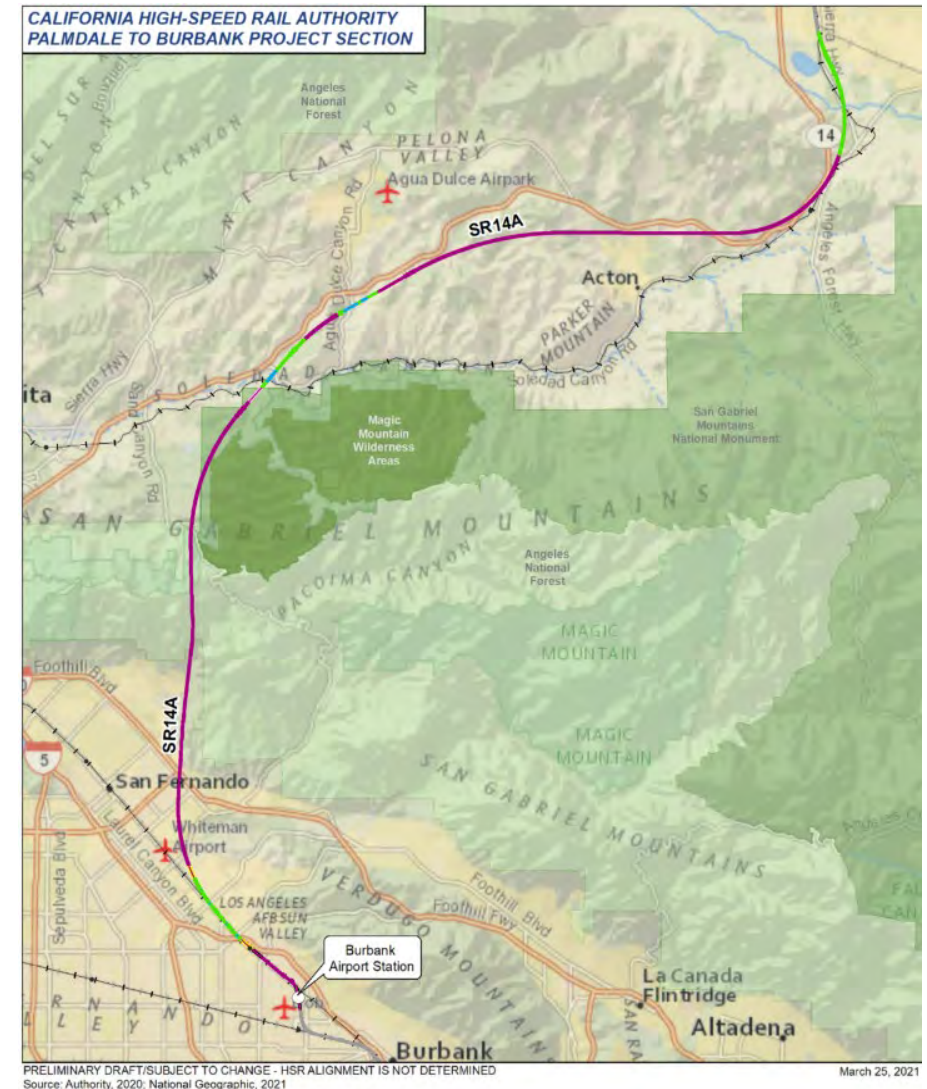 CALIFORNIA HIGH-SPEED RAIL AUTHORITY
PALMDALE TO BURBANK PROJECT SECTION
Sierra Hwy
Angeles
National
Forest
DEL SUR
TEXAS CANYON
MINT CANYON
PELONA
VALLEY
14
Agua Dulce Airpark
Agua Dulce Canyon Rd
SR14A
Angeles Forest Hwy
Acton
PARKER
MOUNTAIN
Soledad Canyon Rd
SOLEDAD
Sierra Hwy
ita
Sand Canyon Rd
Magic
Mountain
Wilderness
Areas
San Gabriel
Mountains
National Monument
SAN GABRIEL MOUNTAINS
PACOIMA CANYON
Angeles
National
Forest
MAGIC
MOUNTAIN
Foothill Blvd
SR14A
MAGIC
MOUNTAIN
5
San Fernando
SAN GABRIEL MOUNTAINS
Whiteman
Airport
Laurel Canyon Blvd
Sepulveda Blvd
LOS ANGELES
AFB SUN
VALLEY
VERDUGO MOUNTAINS
Foothill Blvd
Foothill Fwy
Burbank
Airport Station
La Canada
Flintridge
Altadena
Burbank
PRELIMINARY DRAFT/SUBJECT TO CHANGE - HSR ALIGNMENT IS NOT DETERMINED
March 25, 2021
Source: Authority, 2020; National Geographic, 2021